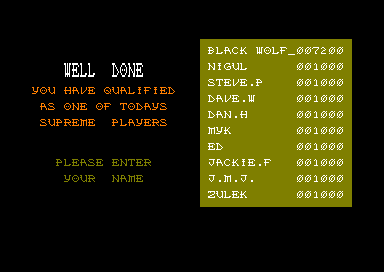 WELL DONE
YOU HAVE QUALIFIED
AS ONE OF TODAYS
SUPREME PLAYERS
PLEASE ENTER
YOUR NAME
BLACK WOLF_007200
NIGUL 001000
STEVE.P 001000
DAVE.W 001000
DAN.H 001000
MYK 001000
ED 001000
JACKIE.F 001000
J.M.J. 001000
ZULEK 001000